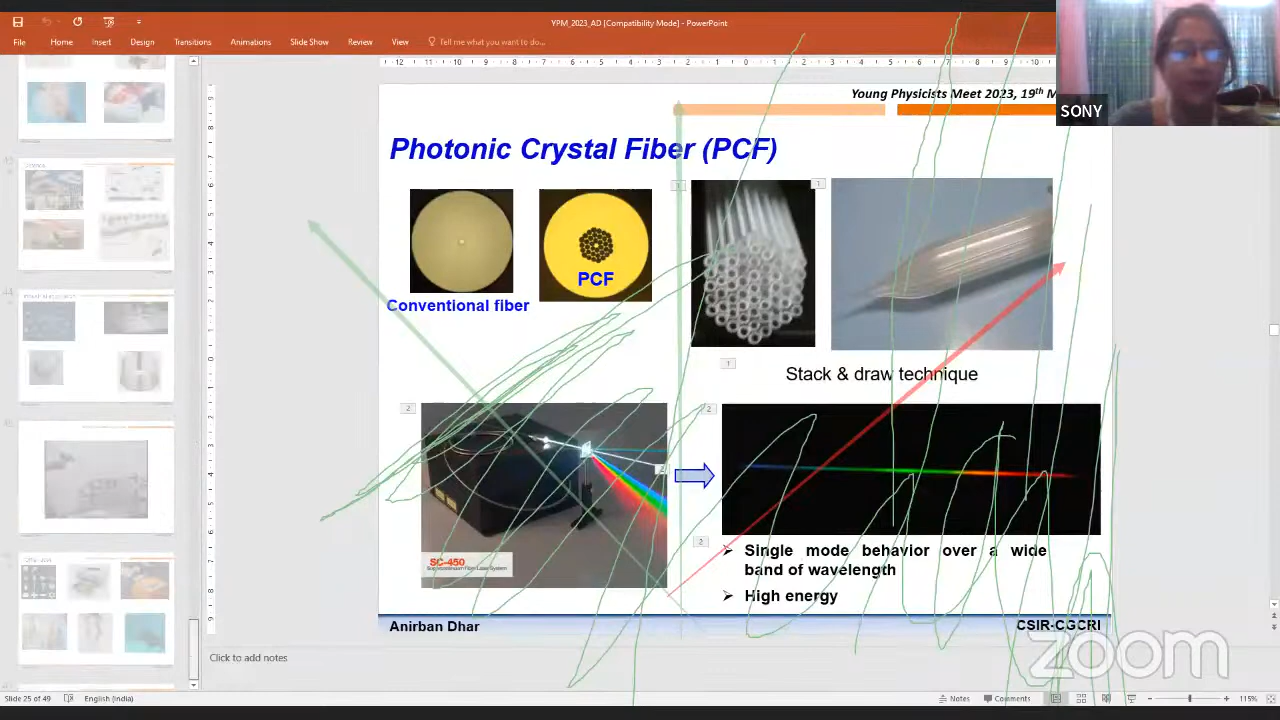 YPM_2023_AD [Compatibility Mode] - PowerPoint
File Home Insert Design Transitions Animations Slide Show Review View Tell me what you want to do...
Young Physicists Meet 2023, 19th M
SONY
Photonic Crystal Fiber (PCF)
PCF
Conventional fiber
Stack & draw technique
SC-450
Single mode behavior over a wide
band of wavelength
High energy
Anirban Dhar
CSIR-CGCRI
zoom
Click to add notes
Slide 25 of 49 English (India) Notes Comments 115%